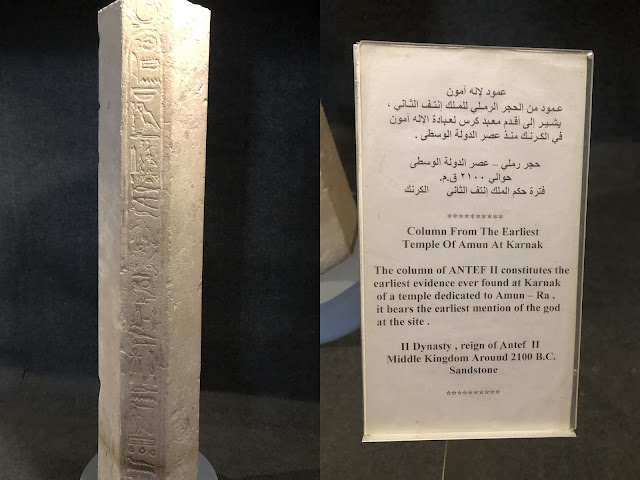 عمود لإله آمون
عمود من الحجر الرملي للملك إنتف الثاني ،
يشير إلى أقدم معبد كرس لعبادة الإله آمون
في الكرنك منذ عصر الدولة الوسطى .
حجر رملي – عصر الدولة الوسطى
حوالي ٢١٠٠ ق.م.
فترة حكم الملك إنتف الثاني الكرنك
**********
Column From The Earliest
Temple Of Amun At Karnak
The column of ANTEF II constitutes the
earliest evidence ever found at Karnak
of a temple dedicated to Amun – Ra ,
it bears the earliest mention of the god
at the site .
II Dynasty , reign of Antef II
Middle Kingdom Around 2100 B.C.
Sandstone
**********